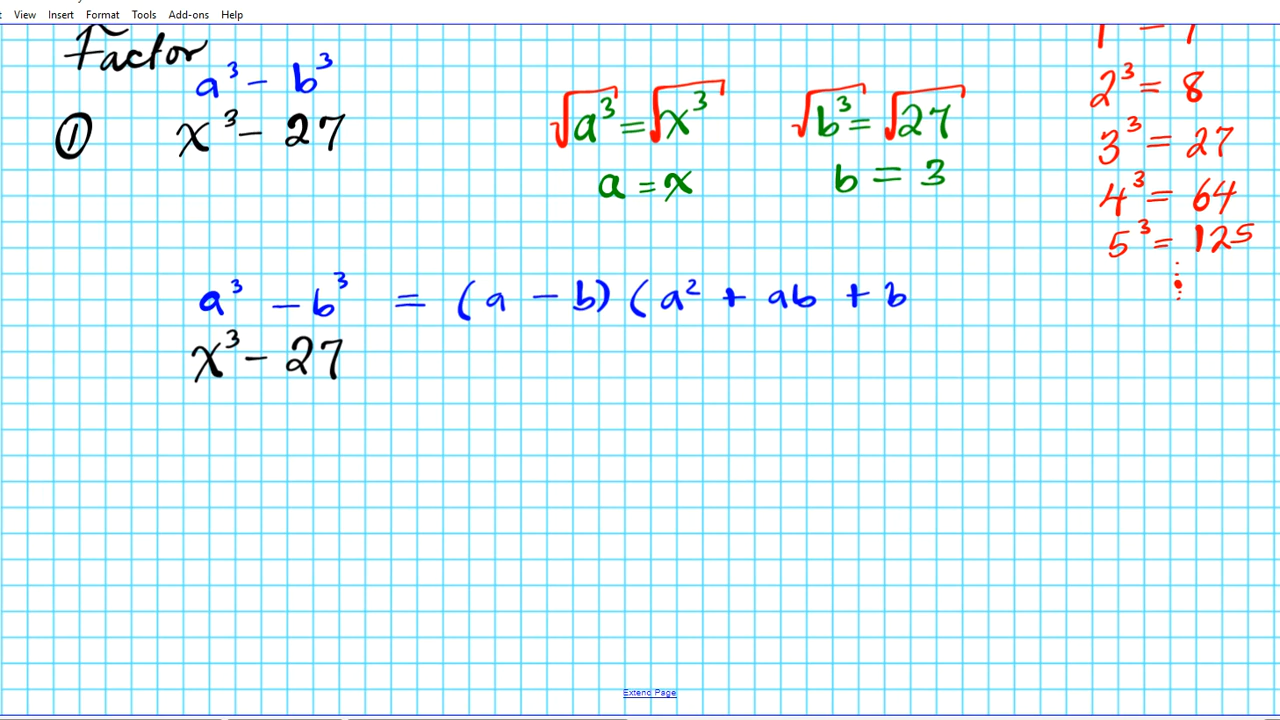 View Insert Format Tools Add-ons Help
Factor
a³ - b³
① x³ - 27
√a³ = √x³
a = x
√b³ = √27
b = 3
2³ = 8
3³ = 27
4³ = 64
5³ = 125
⋮
a³ - b³ = (a - b) (a² + ab + b
x³ - 27
Extend Page